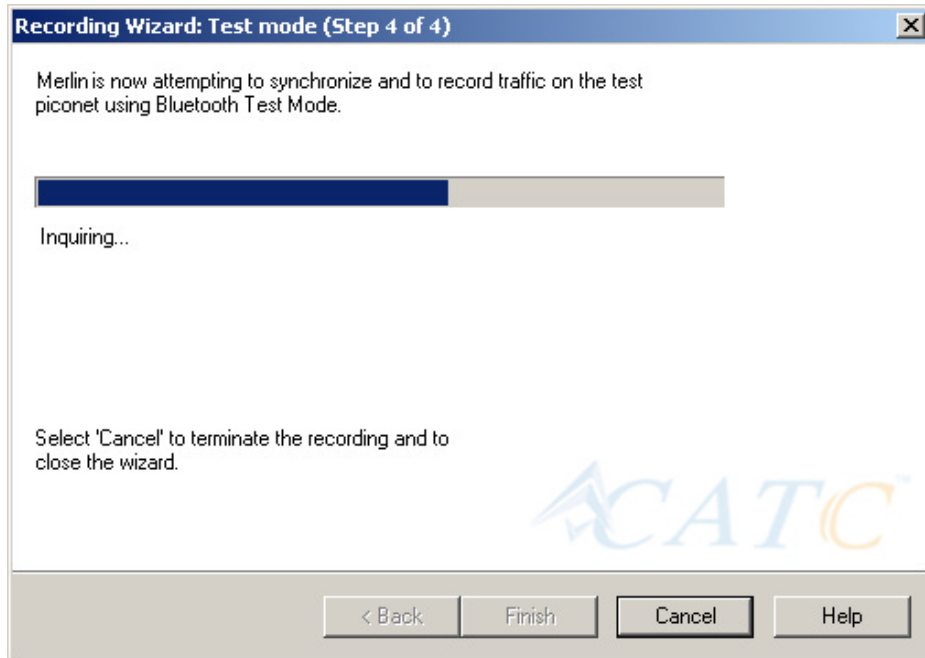 Recording Wizard: Test mode (Step 4 of 4)
Merlin is now attempting to synchronize and to record traffic on the test
piconet using Bluetooth Test Mode.
Inquiring...
Select 'Cancel' to terminate the recording and to
close the wizard.
CATC™
< Back Finish Cancel Help